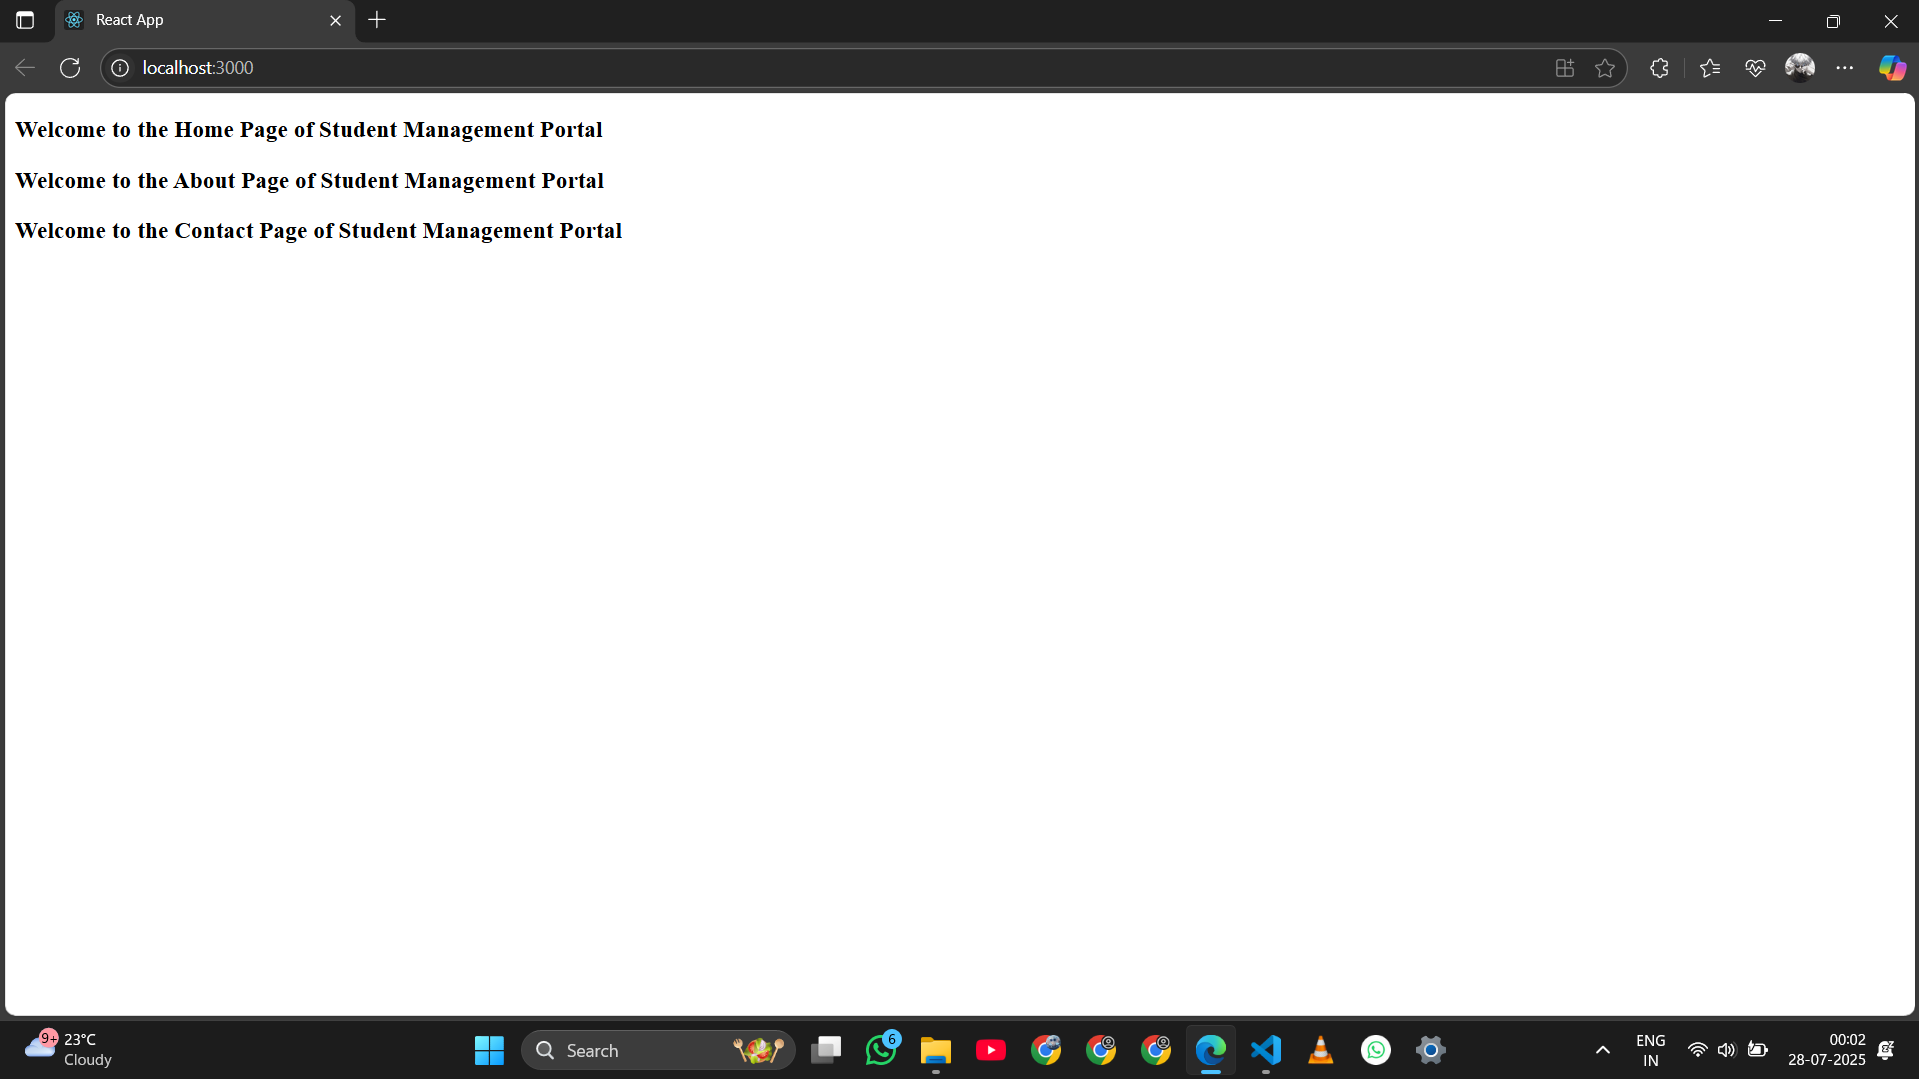 React App
localhost:3000
Welcome to the Home Page of Student Management Portal
Welcome to the About Page of Student Management Portal
Welcome to the Contact Page of Student Management Portal
9+
23°C
Cloudy
Search
6
ENG
IN
00:02
28-07-2025